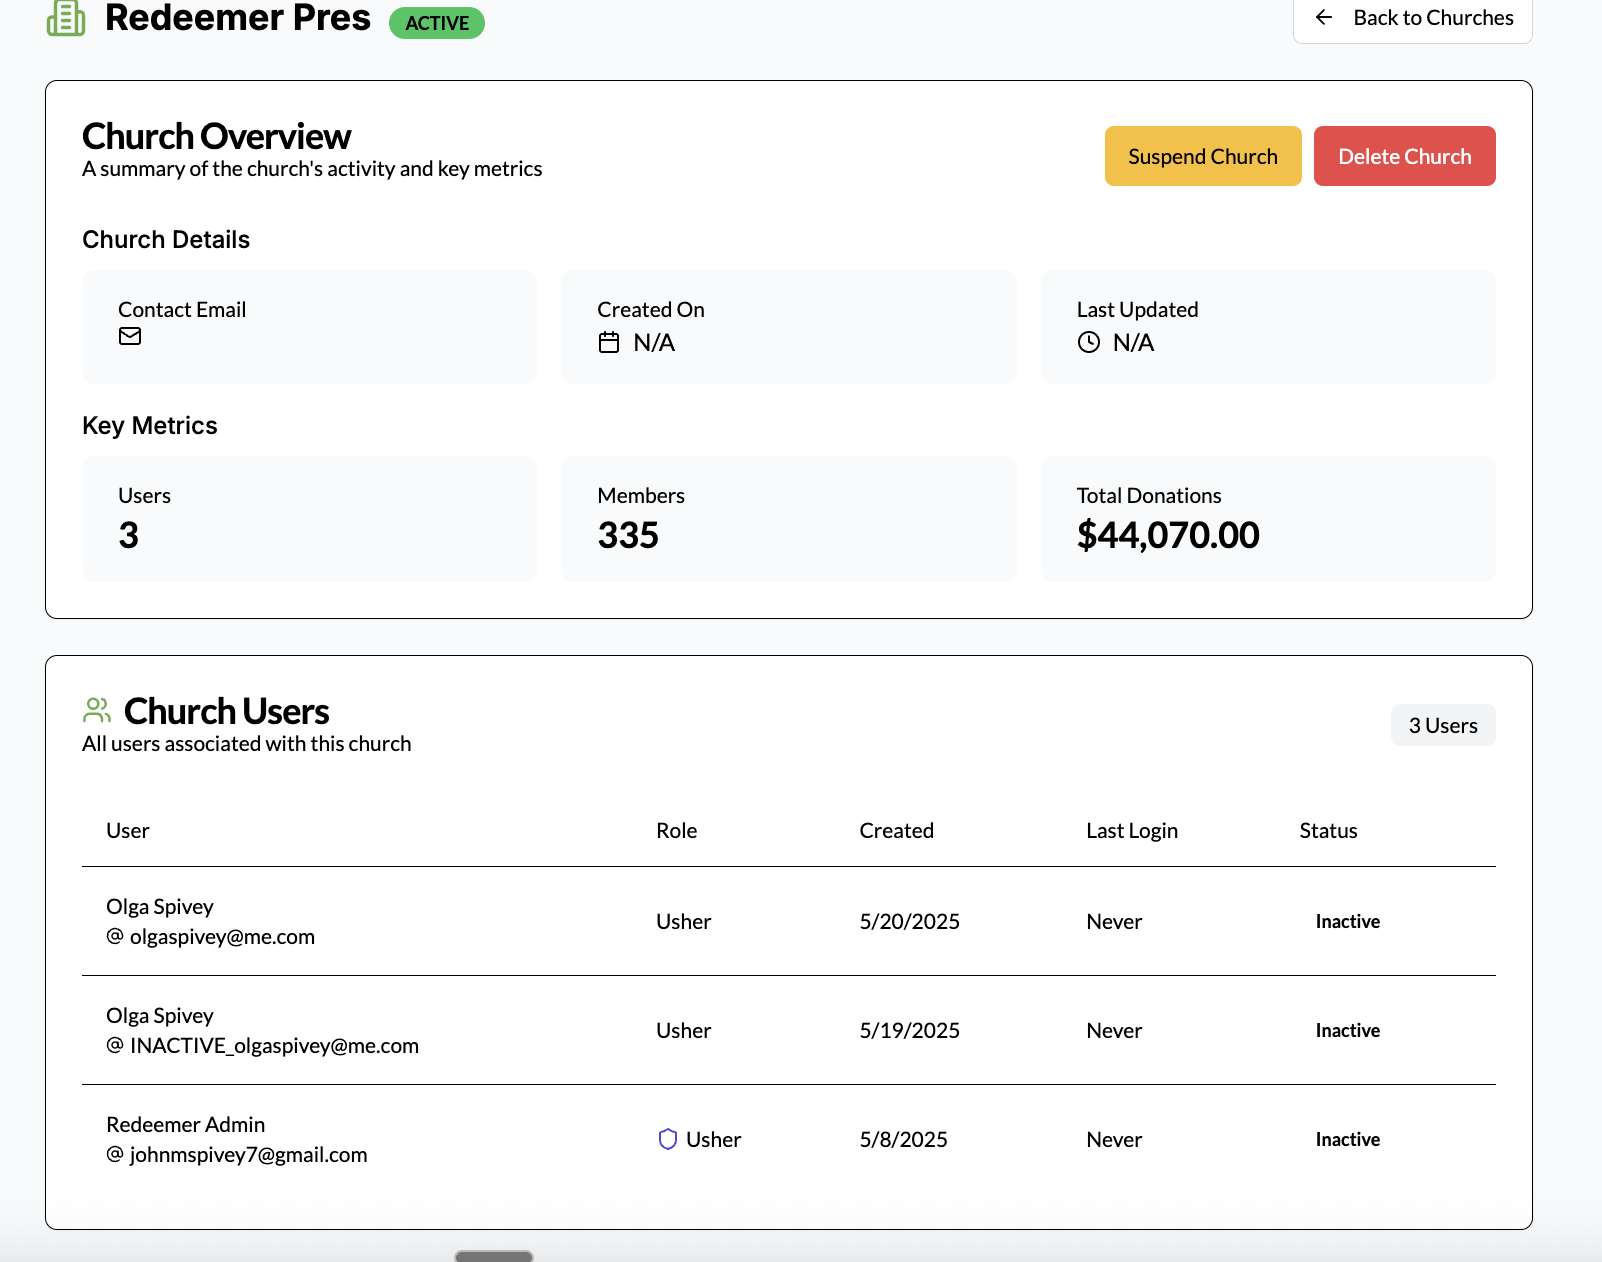 Redeemer Pres
ACTIVE
Back to Churches
Church Overview
A summary of the church's activity and key metrics
Suspend Church
Delete Church
Church Details
Contact Email
Created On
N/A
Last Updated
N/A
Key Metrics
Users
3
Members
335
Total Donations
$44,070.00
Church Users
All users associated with this church
3 Users
User Role Created Last Login Status
Olga Spivey
@ olgaspivey@me.com
Usher 5/20/2025 Never Inactive
Olga Spivey
@ INACTIVE_olgaspivey@me.com
Usher 5/19/2025 Never Inactive
Redeemer Admin
@ johnmspivey7@gmail.com
Usher 5/8/2025 Never Inactive